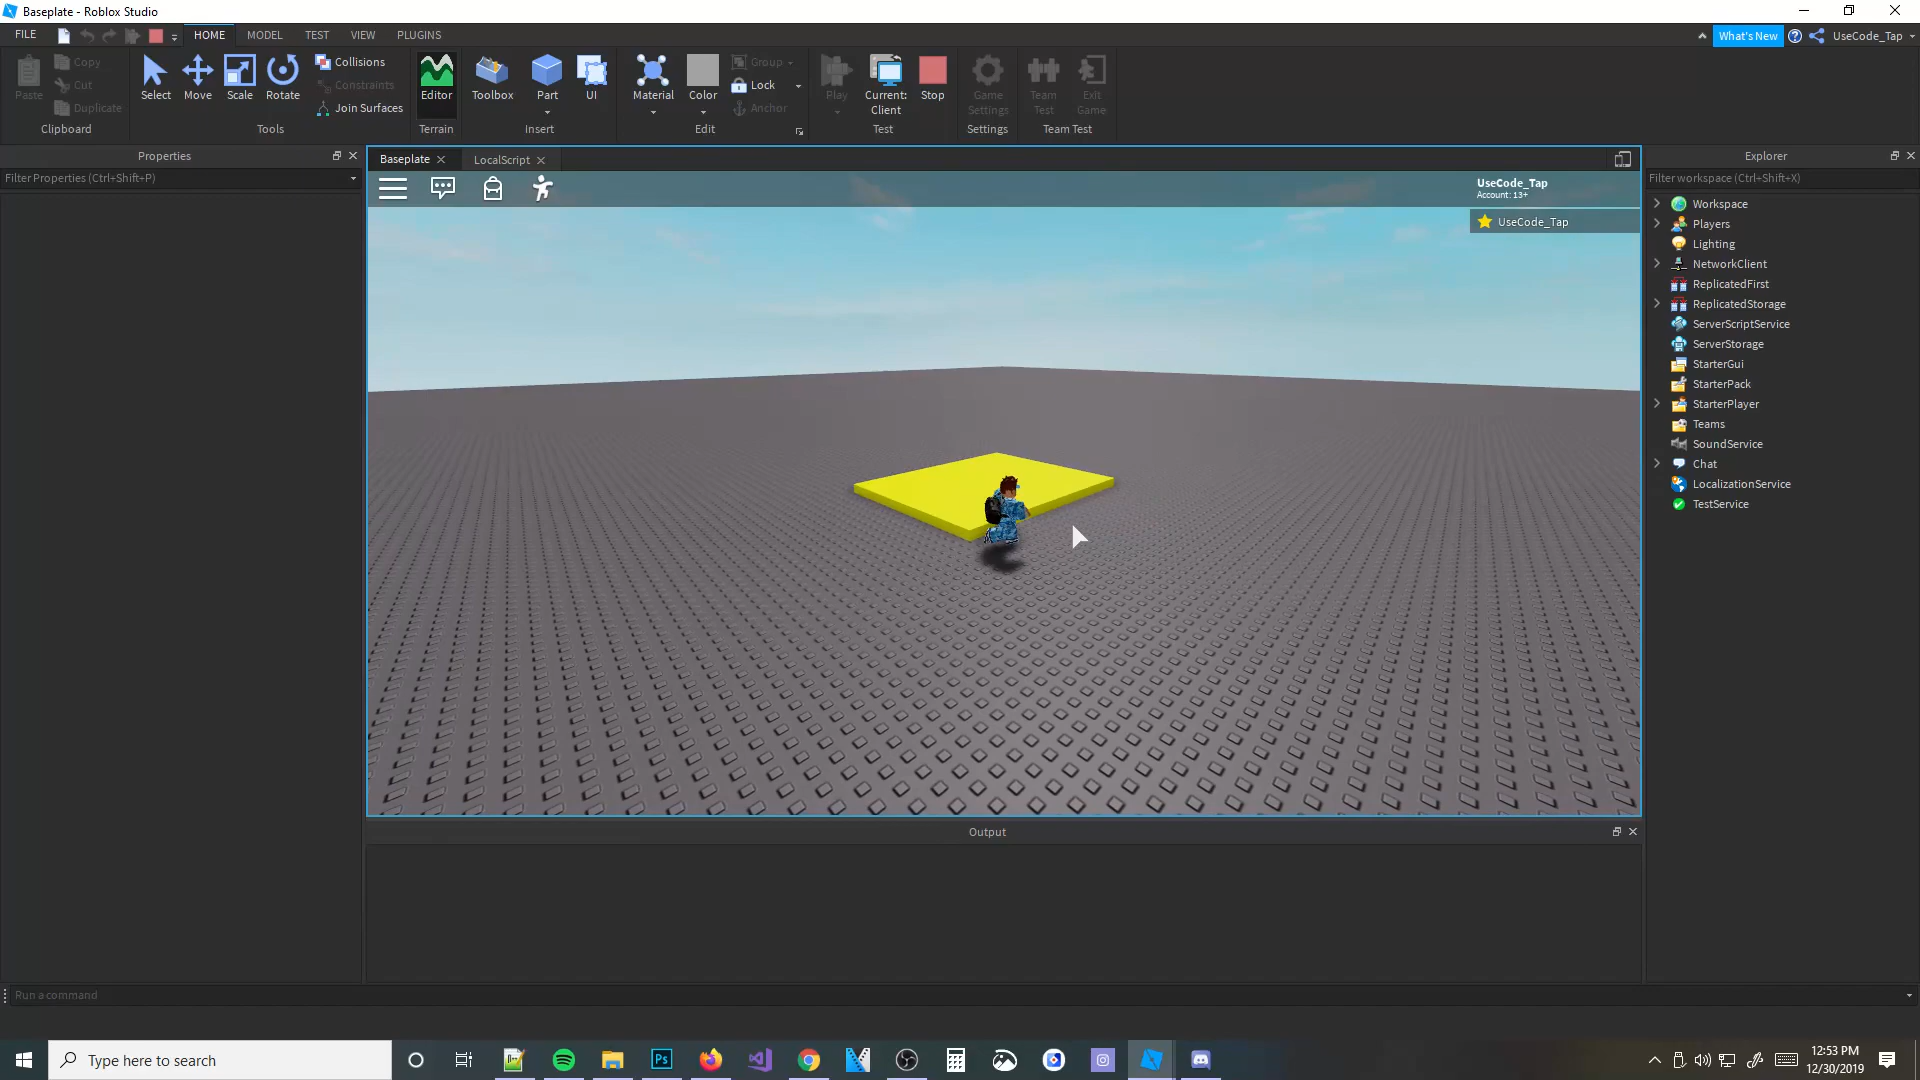 Baseplate - Roblox Studio
FILE
HOME
MODEL
TEST
VIEW
PLUGINS
What's New
UseCode_Tap
Paste
Copy
Cut
Duplicate
Clipboard
Select
Move
Scale
Rotate
Collisions
Constraints
Join Surfaces
Tools
Editor
Terrain
Toolbox
Part
UI
Insert
Material
Color
Group
Lock
Anchor
Edit
Play
Current:
Client
Stop
Test
Game
Settings
Settings
Team
Test
Exit
Game
Team Test
Properties
Filter Properties (Ctrl+Shift+P)
Baseplate
LocalScript
UseCode_Tap
Account: 13+
UseCode_Tap
Explorer
Filter workspace (Ctrl+Shift+X)
Workspace
Players
Lighting
NetworkClient
ReplicatedFirst
ReplicatedStorage
ServerScriptService
ServerStorage
StarterGui
StarterPack
StarterPlayer
Teams
SoundService
Chat
LocalizationService
TestService
Output
Run a command
Type here to search
Ps
12:53 PM
12/30/2019